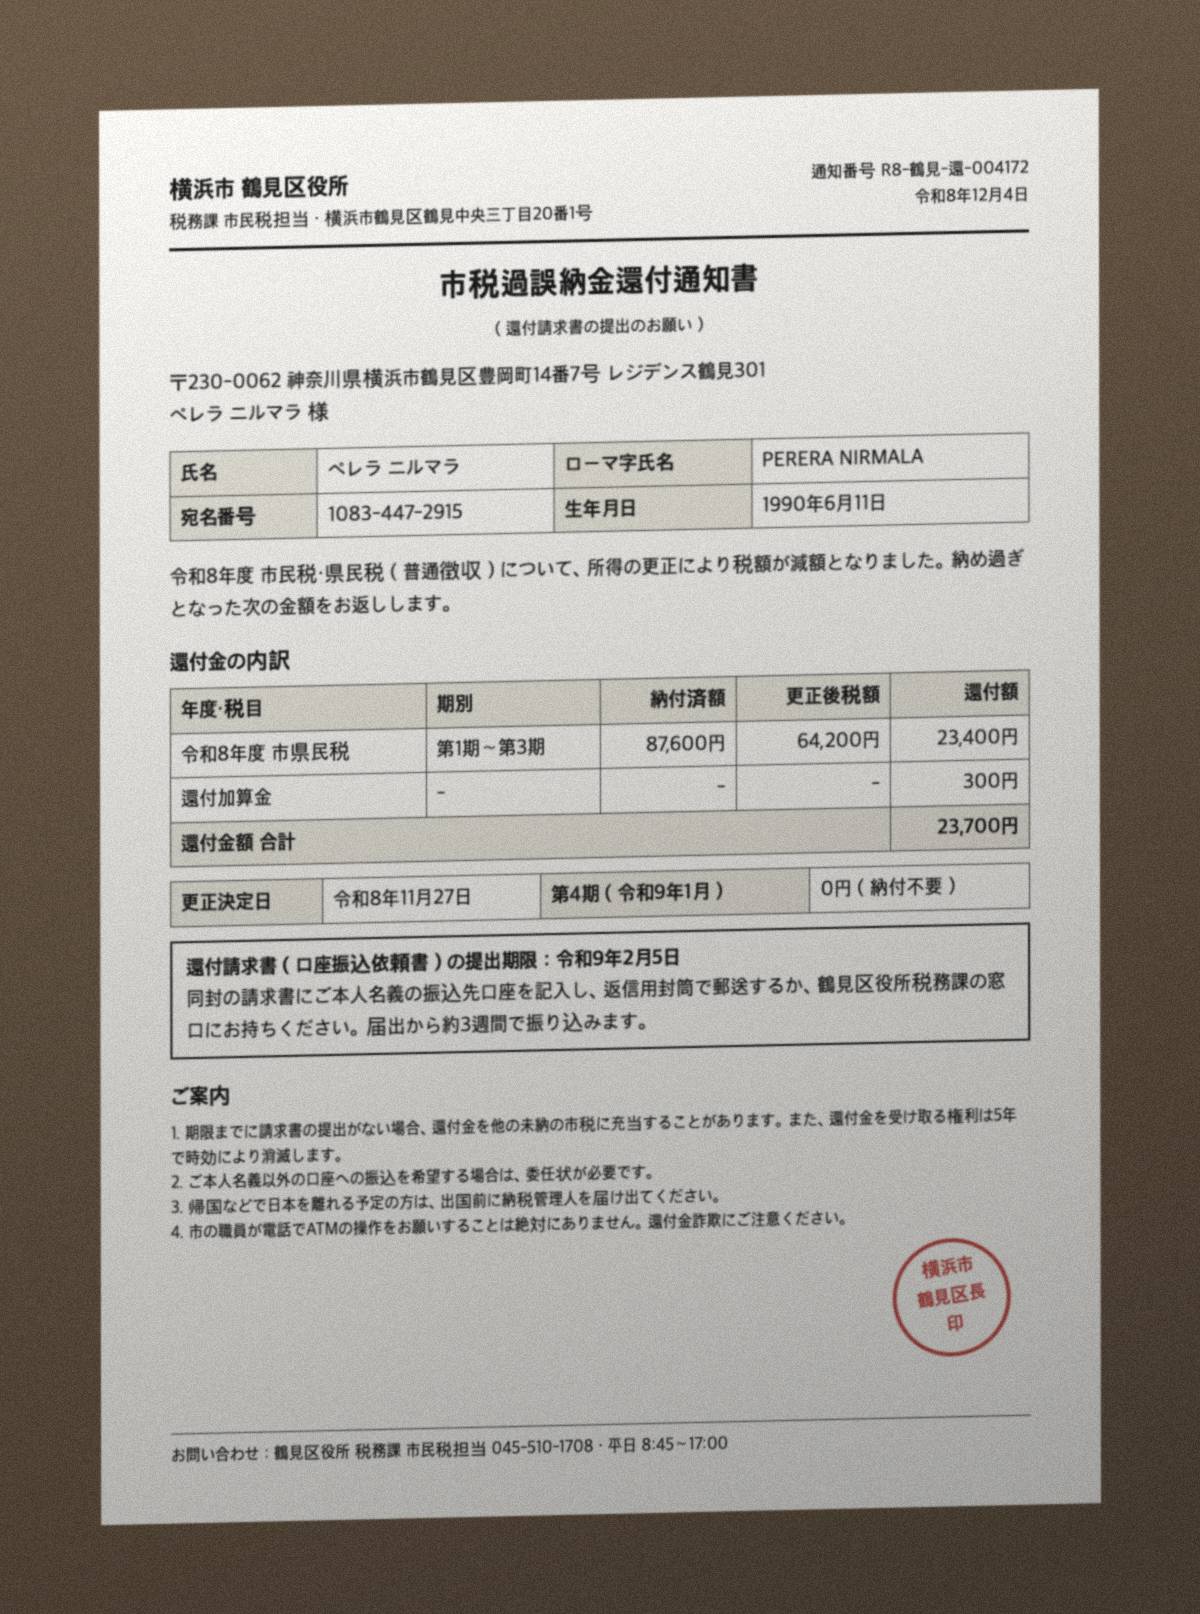 横浜市 鶴見区役所
通知番号 R8-鶴見-還-004172
税務課 市民税担当・横浜市鶴見区鶴見中央三丁目20番1号
令和8年12月4日
市税過誤納金還付通知書
（還付請求書の提出のお願い）
〒230-0062 神奈川県横浜市鶴見区豊岡町14番7号 レジデンス鶴見301
ペレラ ニルマラ 様
氏名 ペレラ ニルマラ ローマ字氏名 PERERA NIRMALA
宛名番号 1083-447-2915 生年月日 1990年6月11日
令和8年度 市民税・県民税（普通徴収）について、所得の更正により税額が減額となりました。納め過ぎ
となった次の金額をお返しします。
還付金の内訳
年度・税目 期別 納付済額 更正後税額 還付額
令和8年度 市県民税 第1期～第3期 87,600円 64,200円 23,400円
還付加算金 - - - 300円
還付金額 合計 23,700円
更正決定日 令和8年11月27日 第4期（令和9年1月） 0円（納付不要）
還付請求書（口座振込依頼書）の提出期限：令和9年2月5日
同封の請求書にご本人名義の振込先口座を記入し、返信用封筒で郵送するか、鶴見区役所税務課の窓
口にお持ちください。届出から約3週間で振り込みます。
ご案内
1. 期限までに請求書の提出がない場合、還付金を他の未納の市税に充当することがあります。また、還付金を受け取る権利は5年
で時効により消滅します。
2. ご本人名義以外の口座への振込を希望する場合は、委任状が必要です。
3. 帰国などで日本を離れる予定の方は、出国前に納税管理人を届け出てください。
4. 市の職員が電話でATMの操作をお願いすることは絶対にありません。還付金詐欺にご注意ください。
横浜市
鶴見区長
印
お問い合わせ：鶴見区役所 税務課 市民税担当 045-510-1708・平日 8:45～17:00